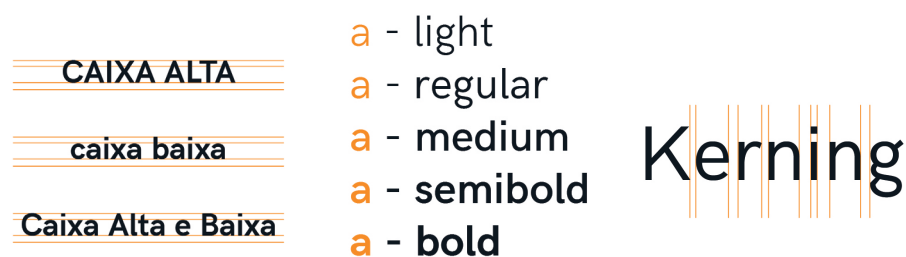 CAIXA ALTA
caixa baixa
Caixa Alta e Baixa
a - light
a - regular
a - medium
a - semibold
a - bold
Kerning